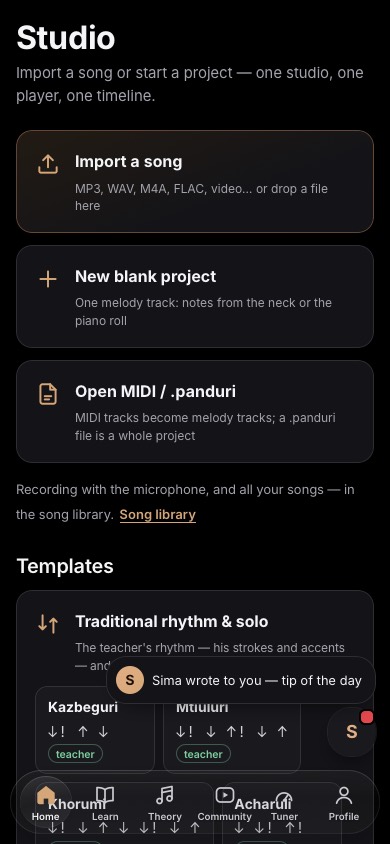 Studio
Import a song or start a project — one studio, one
player, one timeline.
Import a song
MP3, WAV, M4A, FLAC, video... or drop a file
here
New blank project
One melody track: notes from the neck or the
piano roll
Open MIDI / .panduri
MIDI tracks become melody tracks; a .panduri
file is a whole project
Recording with the microphone, and all your songs — in
the song library. Song library
Templates
Traditional rhythm & solo
The teacher's rhythm — his strokes and accents
— and
S Sima wrote to you — tip of the day
Kazbeguri Mtiuluri
↓! ↑ ↓ ↓! ↓ ↑! ↓ ↑
S
teacher teacher
Khorumi Acharuli
Home Learn Theory Community Tuner Profile
↓! ↓ ↑ ↓ ↓! ↓ ↑ ↓ ↓! ↑